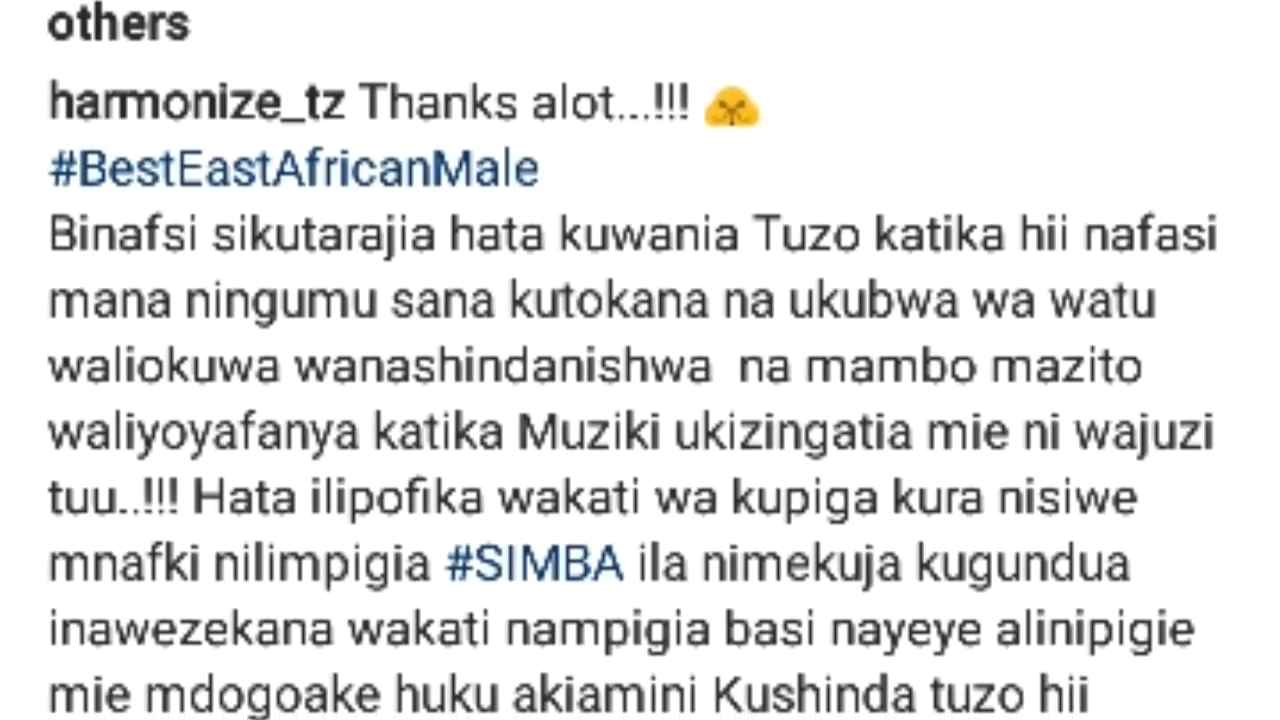 others
harmonize_tz Thanks alot...!!! 🙏
#BestEastAfricanMale
Binafsi sikutarajia hata kuwania Tuzo katika hii nafasi
mana ningumu sana kutokana na ukubwa wa watu
waliokuwa wanashindanishwa na mambo mazito
waliyoyafanya katika Muziki ukizingatia mie ni wajuzi
tuu..!!! Hata ilipofika wakati wa kupiga kura nisiwe
mnafki nilimpigia #SIMBA ila nimekuja kugundua
inawezekana wakati nampigia basi nayeye alinipigie
mie mdogoake huku akiamini Kushinda tuzo hii